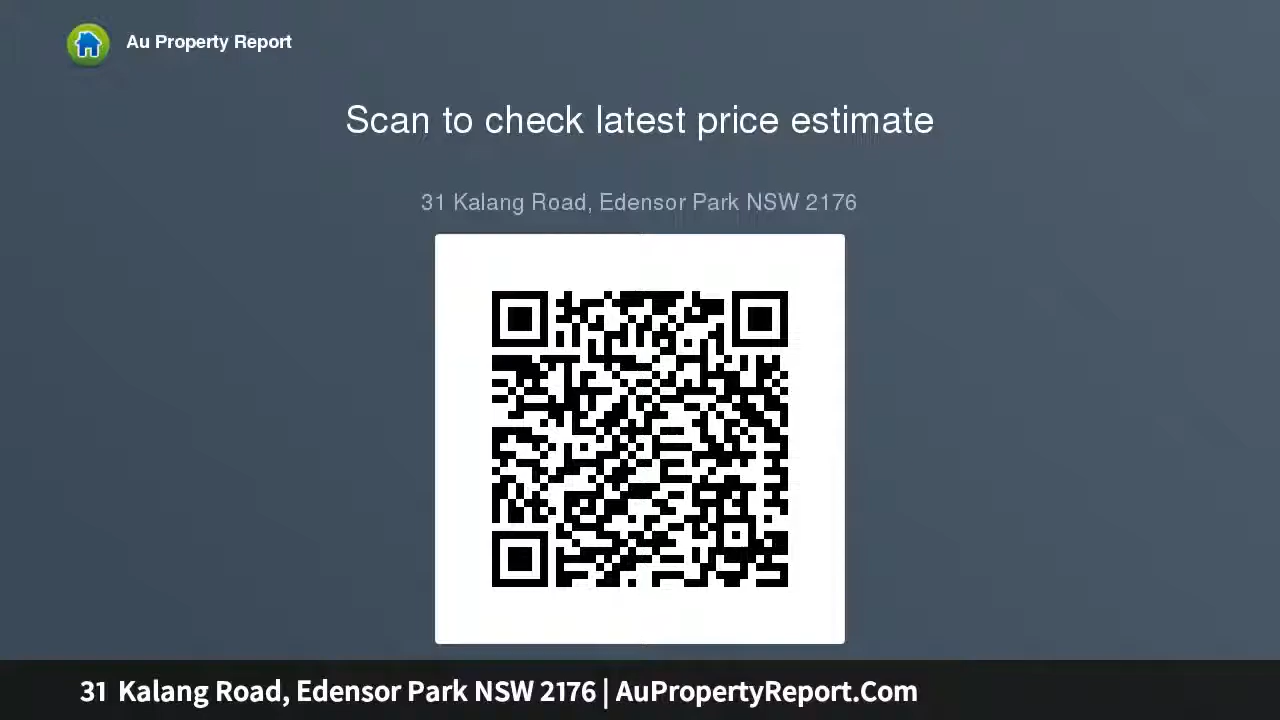 Au Property Report
Scan to check latest price estimate
31 Kalang Road, Edensor Park NSW 2176
31 Kalang Road, Edensor Park NSW 2176 | AuPropertyReport.Com